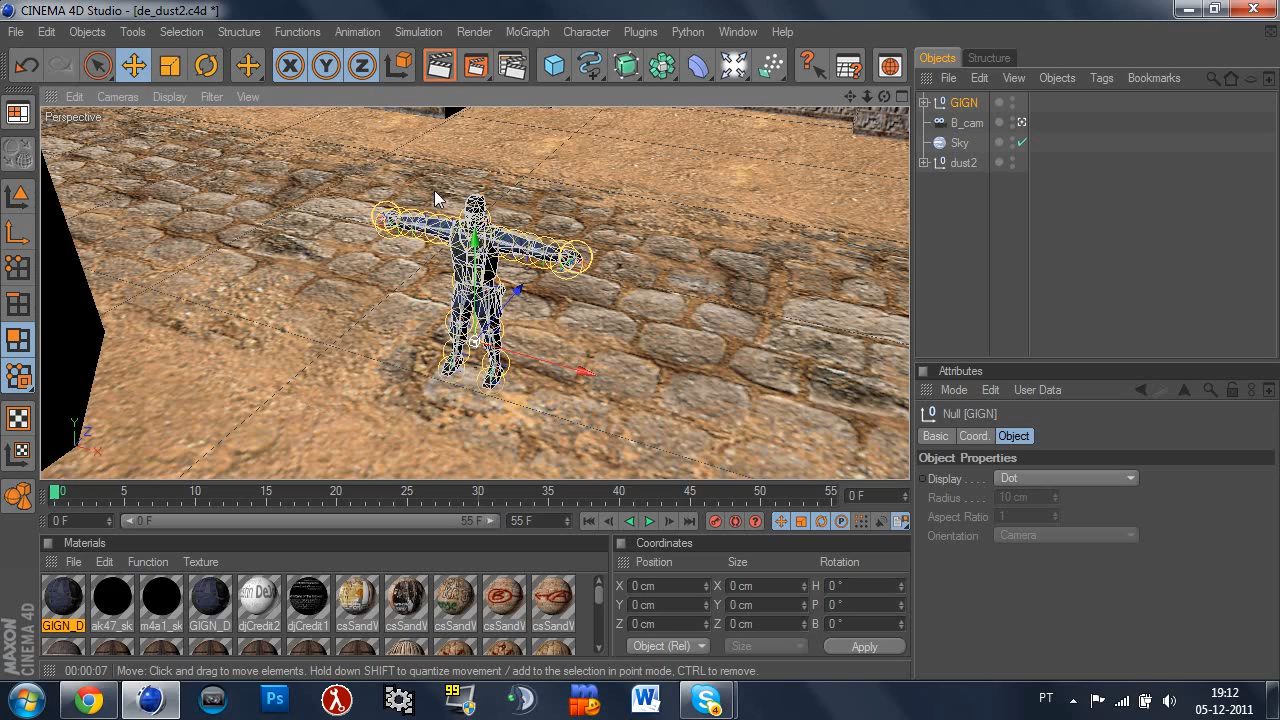 CINEMA 4D Studio - [de_dust2.c4d *]
File Edit Objects Tools Selection Structure Functions Animation Simulation Render MoGraph Character Plugins Python Window Help
Objects Structure
File Edit View Objects Tags Bookmarks
Edit Cameras Display Filter View
Perspective
GIGN
B_cam
Sky
dust2
Y
Z
X
Attributes
Mode Edit User Data
Null [GIGN]
Basic Coord. Object
Object Properties
Display . . . . Dot
Radius . . . . 10 cm
Aspect Ratio 1
Orientation Camera
0 5 10 15 20 25 30 35 40 45 50 55 0 F
0 F 0 F 55 F 55 F
Materials
File Edit Function Texture
GIGN_D ak47_sk m4a1_sk GIGN_D djCredit2 djCredit1 csSandV csSandV csSandV csSandV csSandV
Coordinates
Position Size Rotation
X 0 cm X 0 cm H 0 °
Y 0 cm Y 0 cm P 0 °
Z 0 cm Z 0 cm B 0 °
Object (Rel) Size Apply
MAXON
CINEMA 4D
00:00:07 Move: Click and drag to move elements. Hold down SHIFT to quantize movement / add to the selection in point mode, CTRL to remove.
Ps 99 W S 4
PT 19:12
05-12-2011